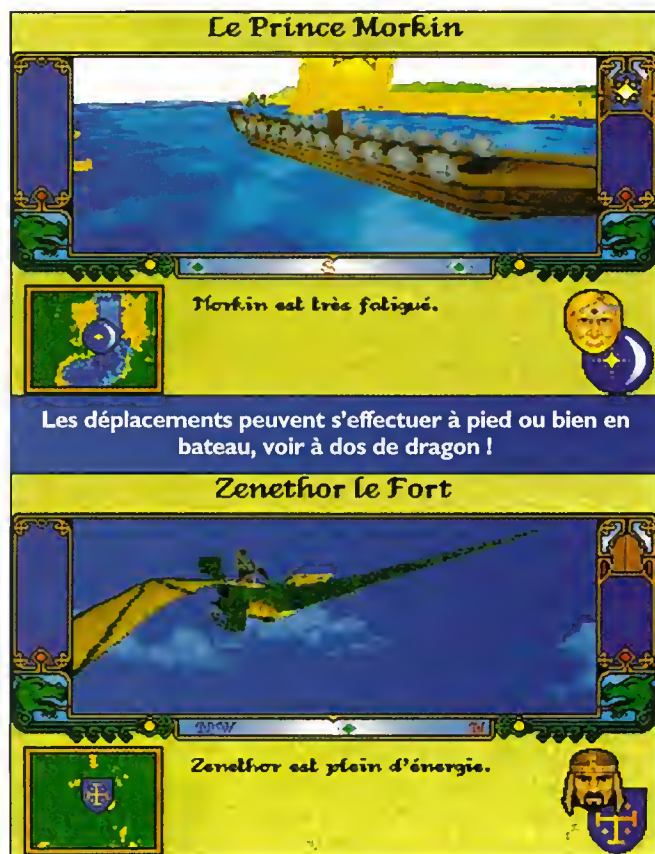 Le Prince Morkin
S
Morkin est très fatigué.
Les déplacements peuvent s'effectuer à pied ou bien en
bateau, voir à dos de dragon !
Zenethor le Fort
Zenethor est plein d'énergie.